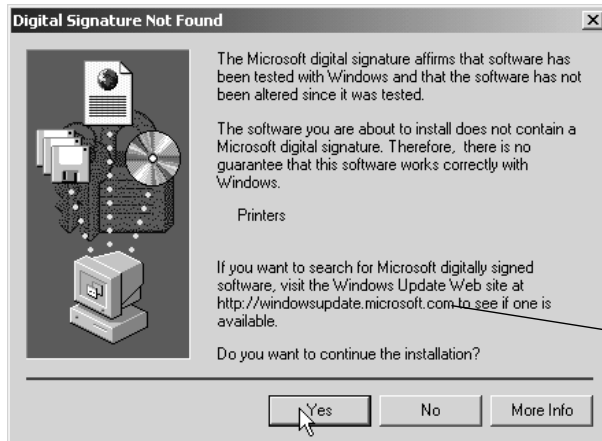 Digital Signature Not Found
The Microsoft digital signature affirms that software has
been tested with Windows and that the software has not
been altered since it was tested.
The software you are about to install does not contain a
Microsoft digital signature. Therefore, there is no
guarantee that this software works correctly with
Windows.
Printers
If you want to search for Microsoft digitally signed
software, visit the Windows Update Web site at
http://windowsupdate.microsoft.com to see if one is
available.
Do you want to continue the installation?
Yes
No
More Info